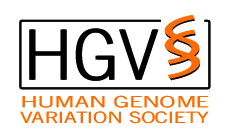 HGVS
HUMAN GENOME
VARIATION SOCIETY